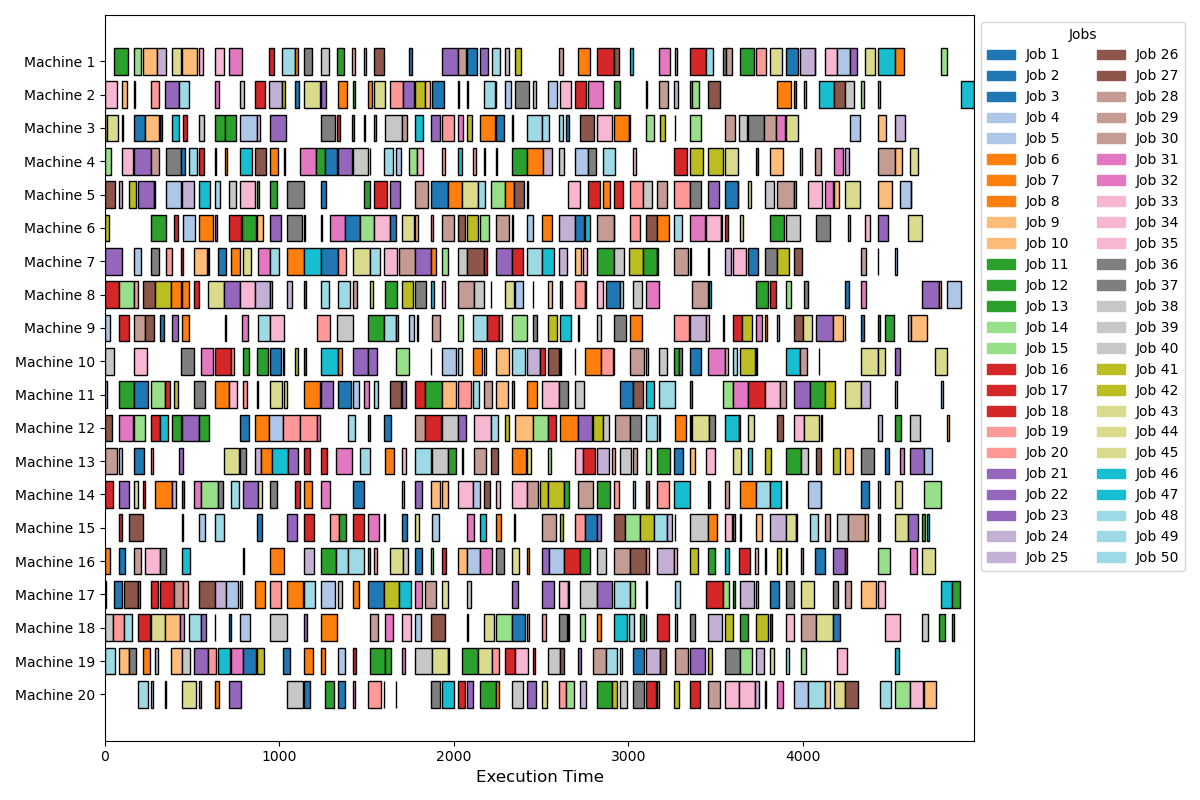 Machine 1
Machine 2
Machine 3
Machine 4
Machine 5
Machine 6
Machine 7
Machine 8
Machine 9
Machine 10
Machine 11
Machine 12
Machine 13
Machine 14
Machine 15
Machine 16
Machine 17
Machine 18
Machine 19
Machine 20
0 1000 2000 3000 4000
Execution Time
Jobs
Job 1
Job 2
Job 3
Job 4
Job 5
Job 6
Job 7
Job 8
Job 9
Job 10
Job 11
Job 12
Job 13
Job 14
Job 15
Job 16
Job 17
Job 18
Job 19
Job 20
Job 21
Job 22
Job 23
Job 24
Job 25
Job 26
Job 27
Job 28
Job 29
Job 30
Job 31
Job 32
Job 33
Job 34
Job 35
Job 36
Job 37
Job 38
Job 39
Job 40
Job 41
Job 42
Job 43
Job 44
Job 45
Job 46
Job 47
Job 48
Job 49
Job 50